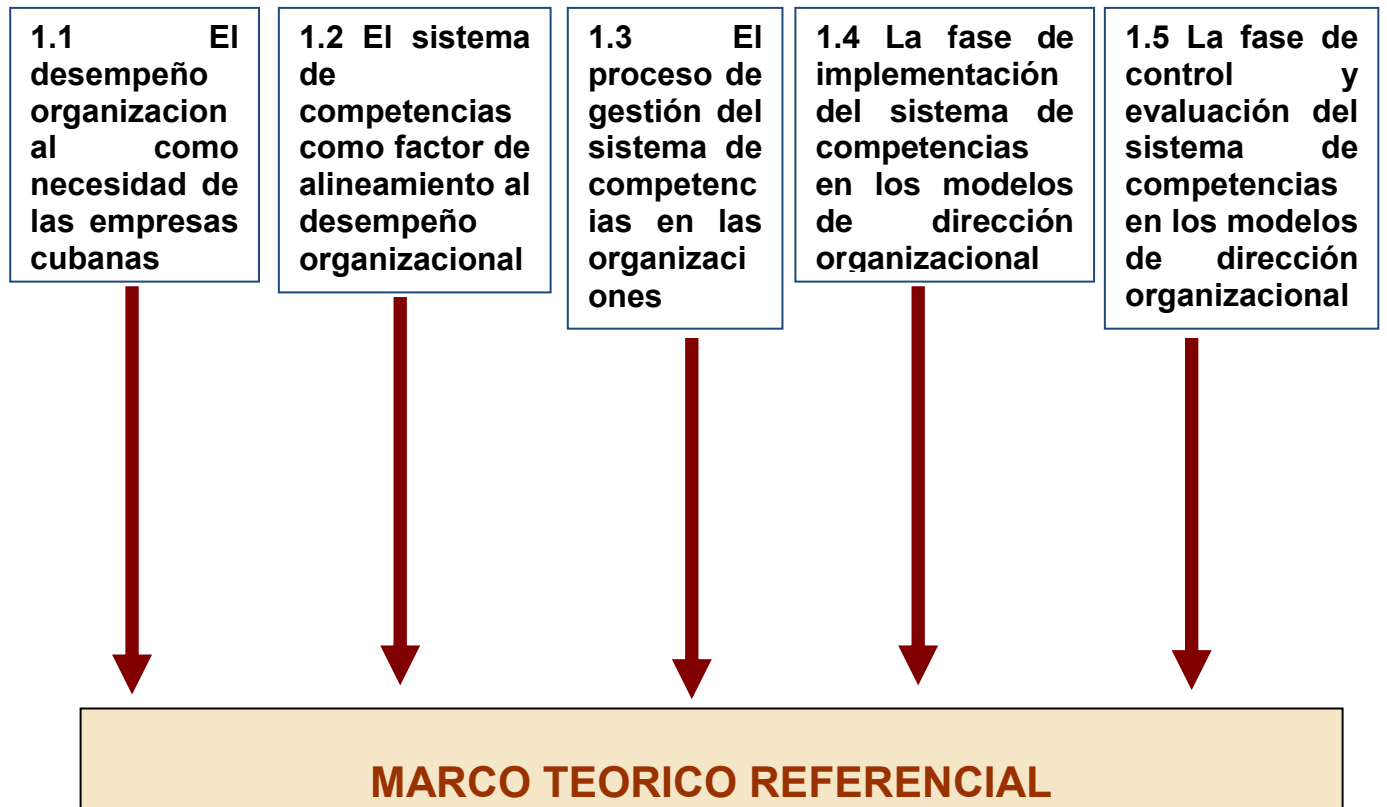 1.1 El
desempeño
organizacion
al como
necesidad de
las empresas
cubanas
1.2 El sistema
de
competencias
como factor de
alineamiento al
desempeño
organizacional
1.3 El
proceso de
gestión del
sistema de
competenc
ias en las
organizaci
ones
1.4 La fase de
implementación
del sistema de
competencias
en los modelos
de dirección
organizacional
1.5 La fase de
control y
evaluación del
sistema de
competencias
en los modelos
de dirección
organizacional
MARCO TEORICO REFERENCIAL